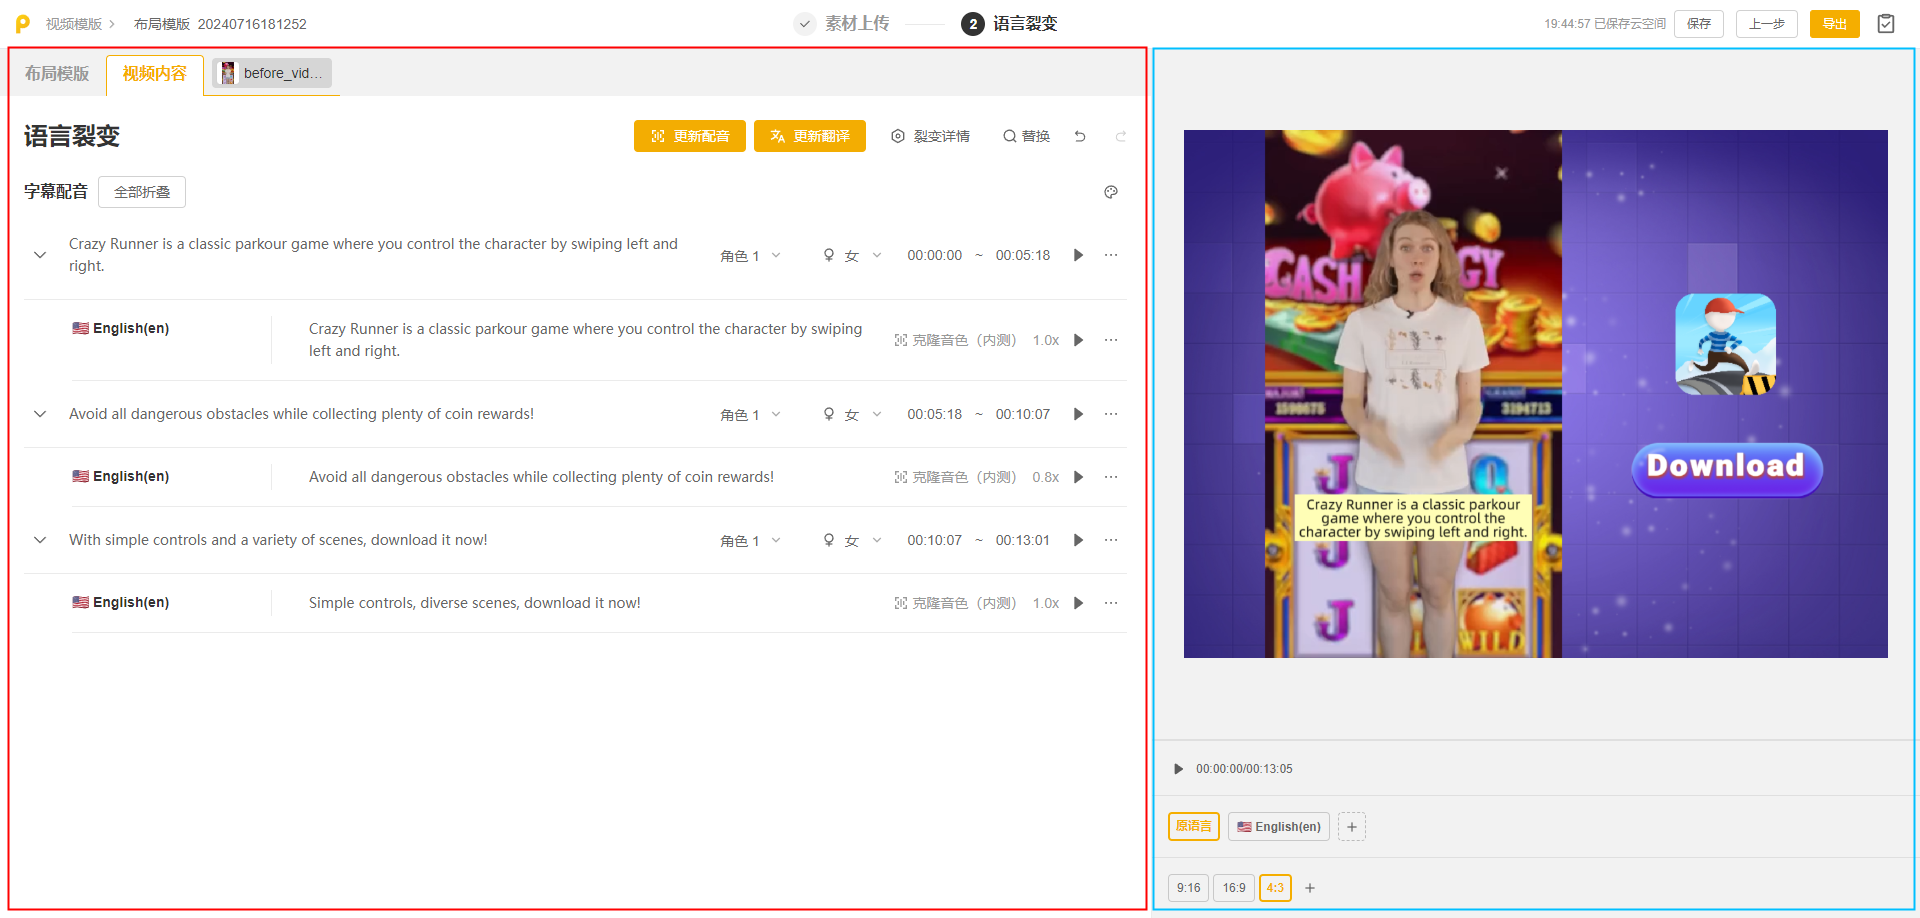 视频模版 > 布局模版 20240716181252
素材上传
2 语言裂变
19:44:57 已保存云空间
保存
上一步
导出
布局模版
视频内容
before_vid...
语言裂变
更新配音
更新翻译
裂变详情
替换
字幕配音
全部折叠
Crazy Runner is a classic parkour game where you control the character by swiping left and
right.
角色 1
女
00:00:00 ~ 00:05:18
🇺🇸 English(en)
Crazy Runner is a classic parkour game where you control the character by swiping
left and right.
克隆音色（内测） 1.0x
Avoid all dangerous obstacles while collecting plenty of coin rewards!
角色 1
女
00:05:18 ~ 00:10:07
🇺🇸 English(en)
Avoid all dangerous obstacles while collecting plenty of coin rewards!
克隆音色（内测） 0.8x
With simple controls and a variety of scenes, download it now!
角色 1
女
00:10:07 ~ 00:13:01
🇺🇸 English(en)
Simple controls, diverse scenes, download it now!
克隆音色（内测） 1.0x
CASH
MAJOR
1598675
3194713
J
Q
J
J
WILD
Crazy Runner is a classic parkour
game where you control the
character by swiping left and right.
Download
00:00:00/00:13:05
原语言
🇺🇸 English(en)
+
9:16
16:9
4:3
+